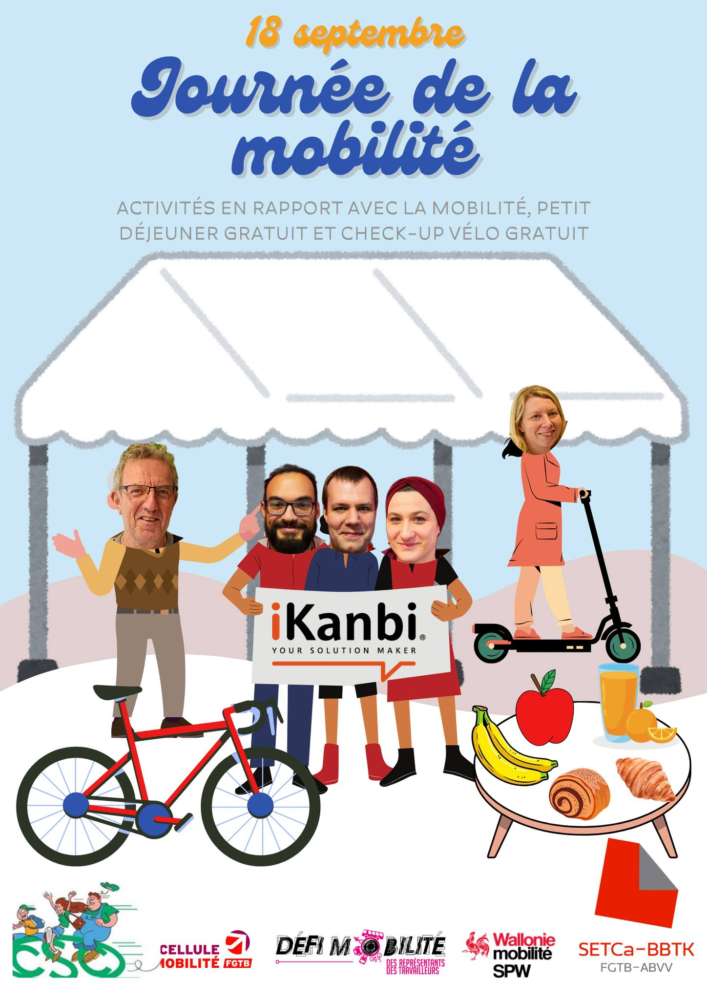 18 septembre
Journée de la
mobilité
ACTIVITÉS EN RAPPORT AVEC LA MOBILITÉ, PETIT
DÉJEUNER GRATUIT ET CHECK-UP VÉLO GRATUIT
iKanbi®
YOUR SOLUTION MAKER
CSC
CELLULE
MOBILITÉ FGTB
DÉFI MOBILITÉ
DES REPRÉSENTANTS
DES TRAVAILLEURS
Wallonie
mobilité
SPW
SETCa-BBTK
FGTB-ABVV